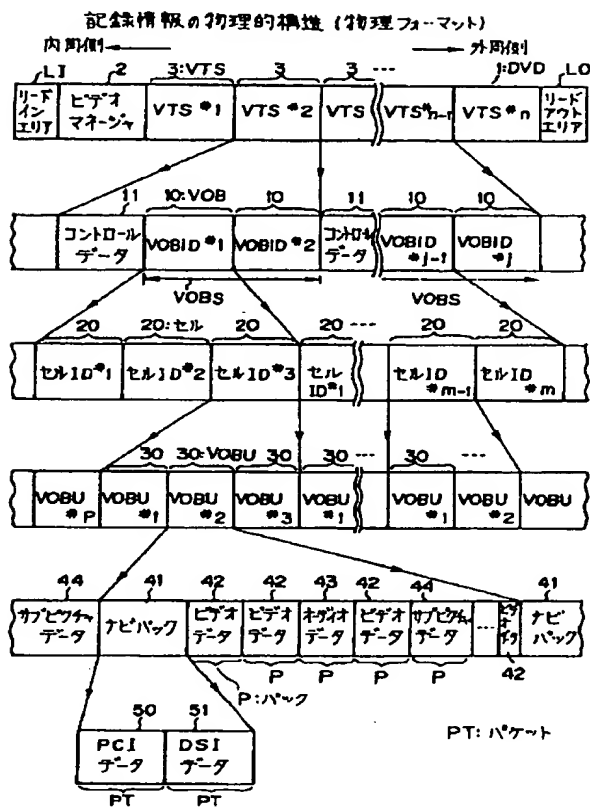 記録情報の物理的構造 (物理フォーマット)
内周側 外周側
LI 2 3:VTS 3 3 --- 1:DVD LO
リード
イン
エリア
ビデオ
マネージャ
VTS #1
VTS #2
VTS
VTS#n-1
VTS #n
リード
アウト
エリア
11 10:VOB 10 11 10 10
コントロール
データ
VOBID #1
VOBID #2
コントロール
データ
VOBID
#j-1
VOBID
#j
VOBS VOBS
20 20:セル 20 20 --- 20 20
セルID#1
セルID#2
セルID#3
セル
ID#1
セルID
#m-1
セルID
#m
30 30:VOBU 30 30 --- 30 ---
VOBU
#P
VOBU
#1
VOBU
#2
VOBU
#3
VOBU
#1
VOBU
#1
VOBU
#2
VOBU
44 41 42 42 43 42 44 41
サブピクチャ
データ
ナビパック
ビデオ
データ
ビデオ
データ
オーディオ
データ
ビデオ
データ
サブピクチャ
データ
---
ビデオ
データ
ナビ
パック
42
P P P P
P:パック
50 51
PCI
データ
DSI
データ
PT PT
PT: パケット